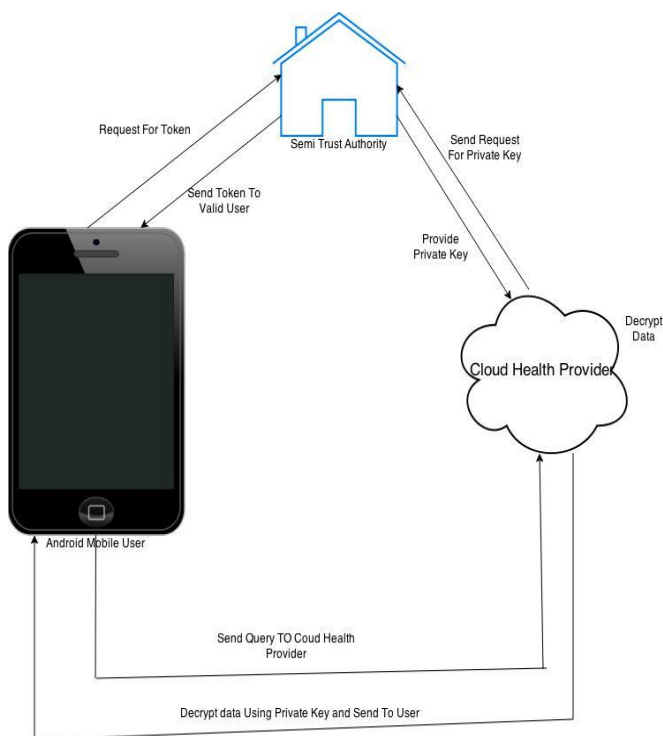 Request For Token
Semi Trust Authority
Send Request
For Private Key
Send Token To
Valid User
Provide
Private Key
Decrypt
Data
Cloud Health Provider
Android Mobile User
Send Query TO Coud Health
Provider
Decrypt data Using Private Key and Send To User